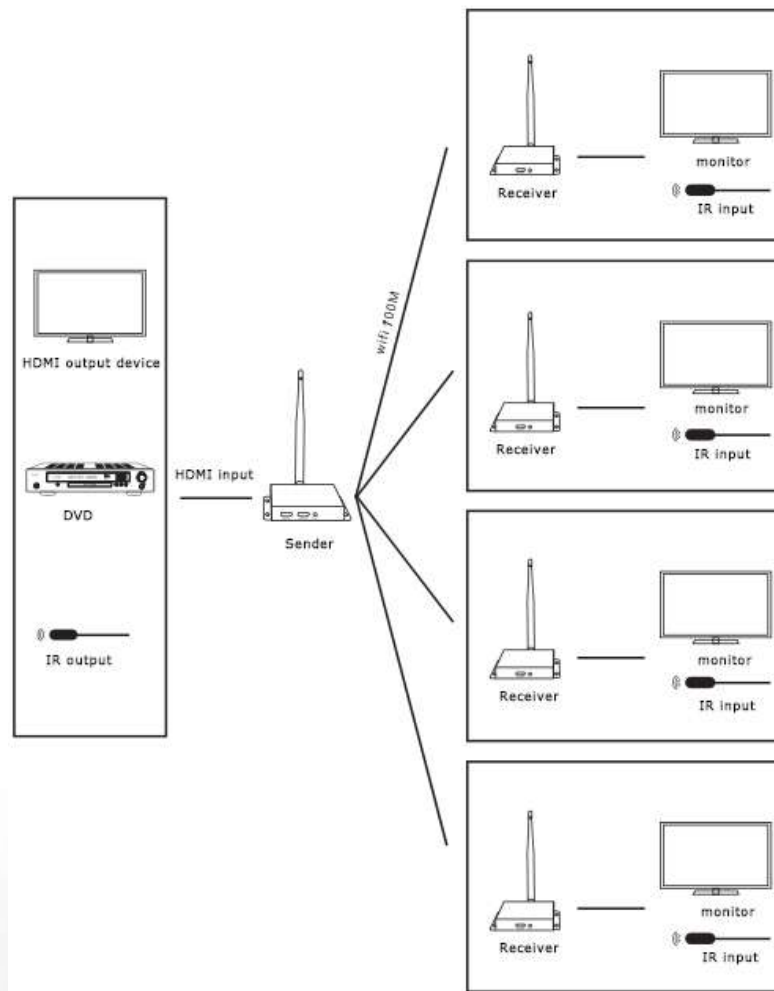 HDMI output device
DVD
IR output
HDMI input
Sender
wifi 100M
Receiver
monitor
IR input
Receiver
monitor
IR input
Receiver
monitor
IR input
Receiver
monitor
IR input